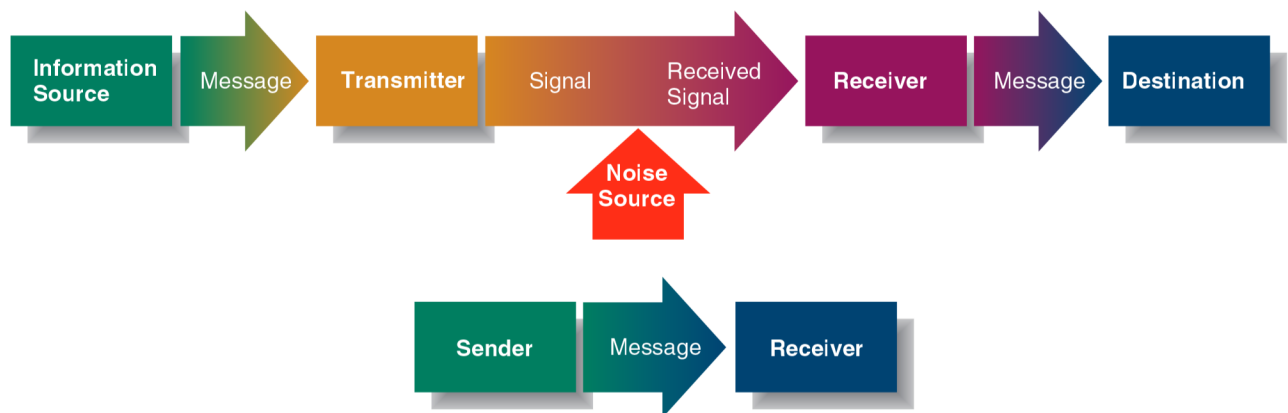 Information
Source
Message
Transmitter
Signal
Received
Signal
Receiver
Message
Destination
Noise
Source
Sender
Message
Receiver